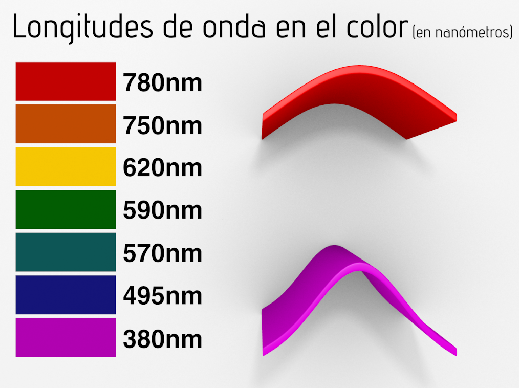 Longitudes de onda en el color (en nanómetros)
780nm
750nm
620nm
590nm
570nm
495nm
380nm